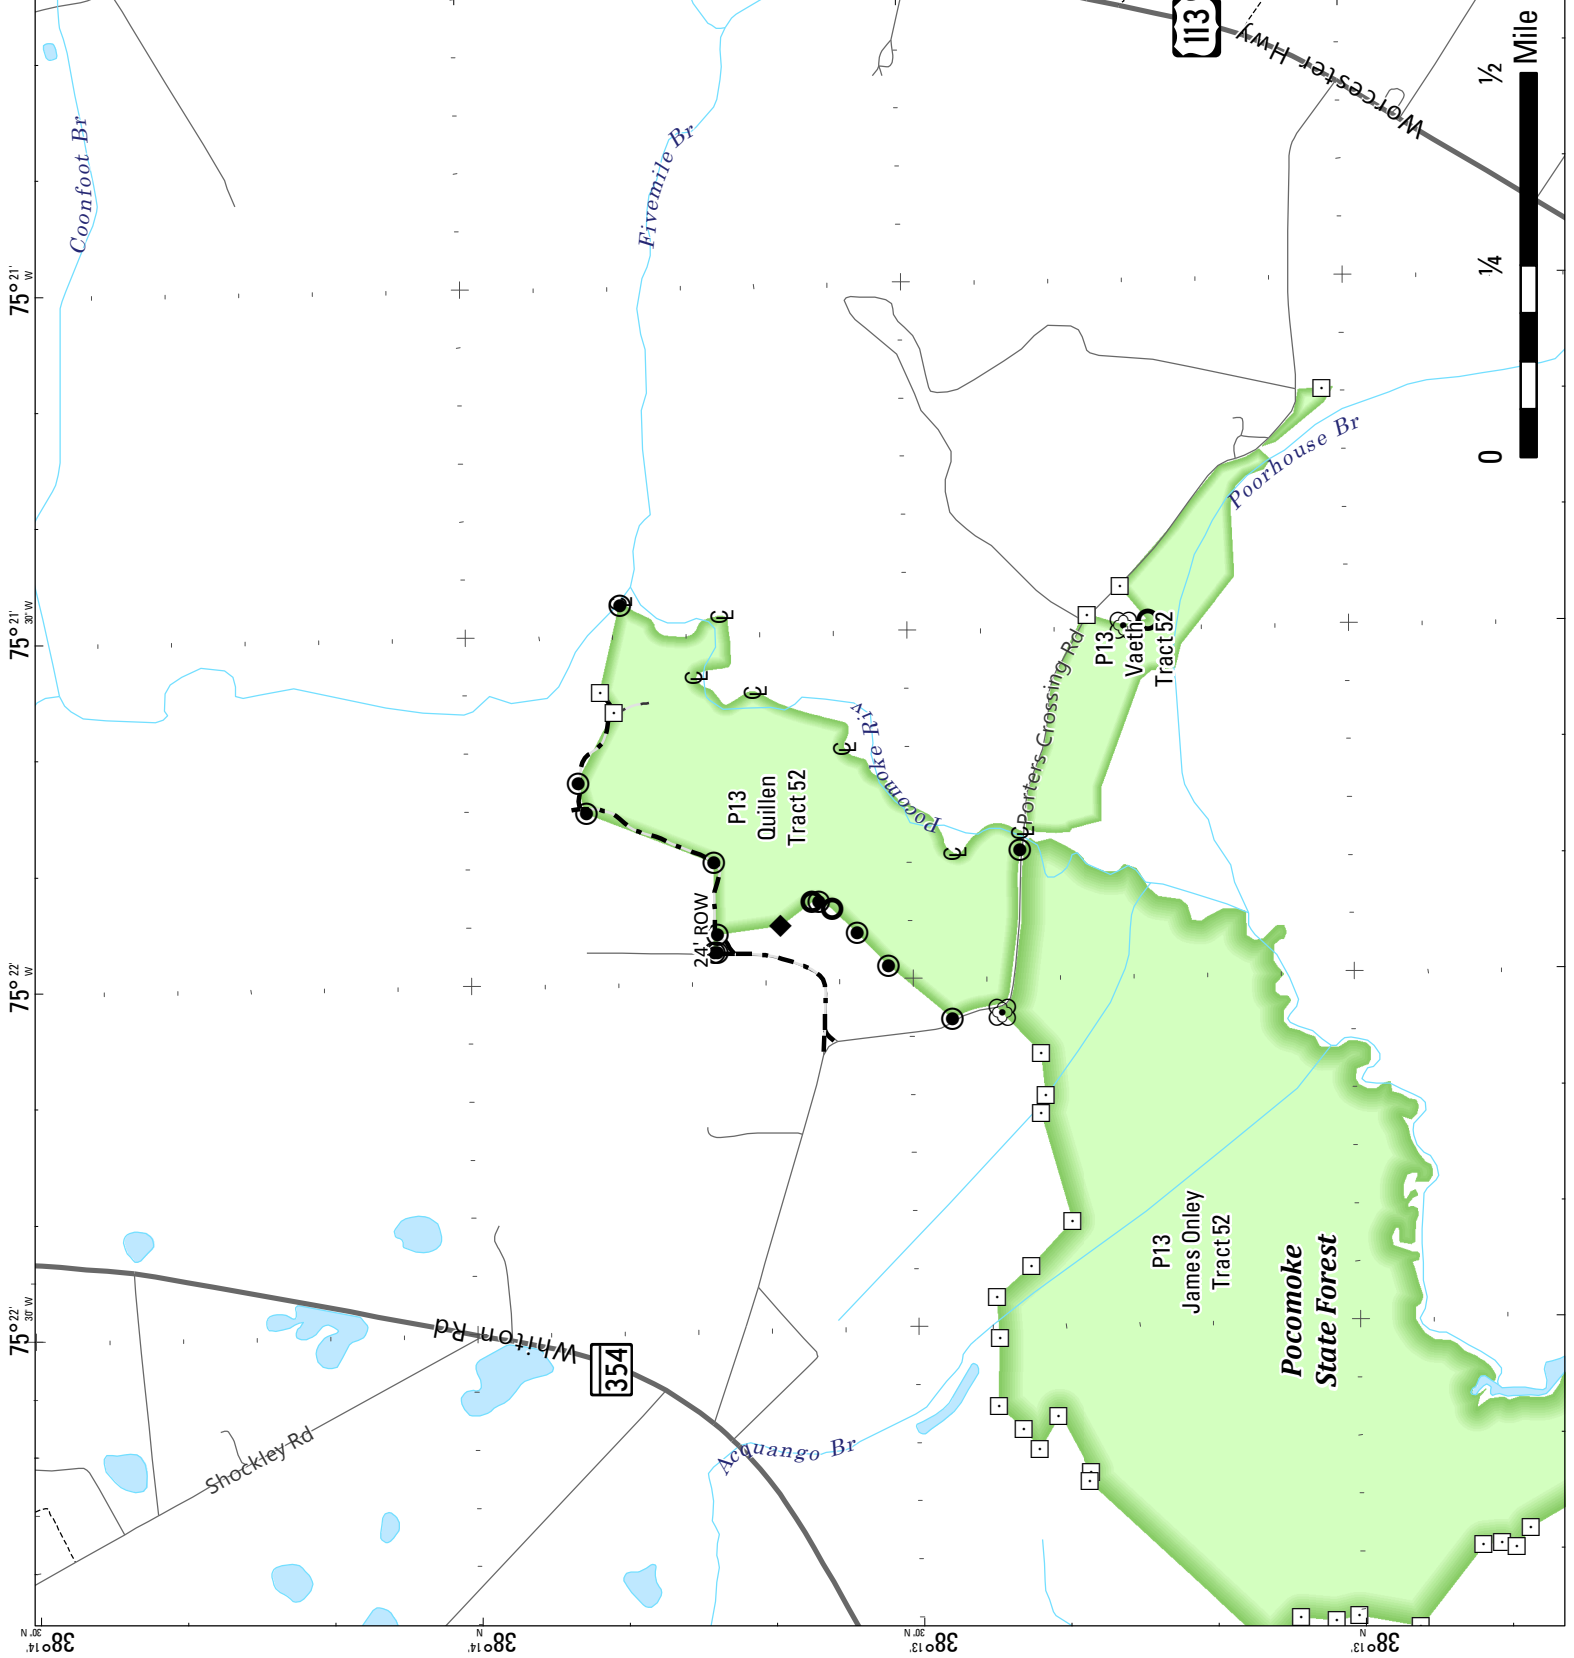 75° 21' W
75° 21' 30" W
75° 22' W
75° 22' 30" W
38°14' 30" N
38°14' N
38°13' 30" N
38°13' N
Coonfoot Br
Fivemile Br
113
Worcester Hwy
0 ¼ ½ Mile
Poorhouse Br
Porters Crossing Rd
P13
Vaeth
Tract 52
Pocomoke Riv
P13
Quillen
Tract 52
24' ROW
P13
James Onley
Tract 52
Pocomoke
State Forest
Whiton Rd
354
Shockley Rd
Acquango Br